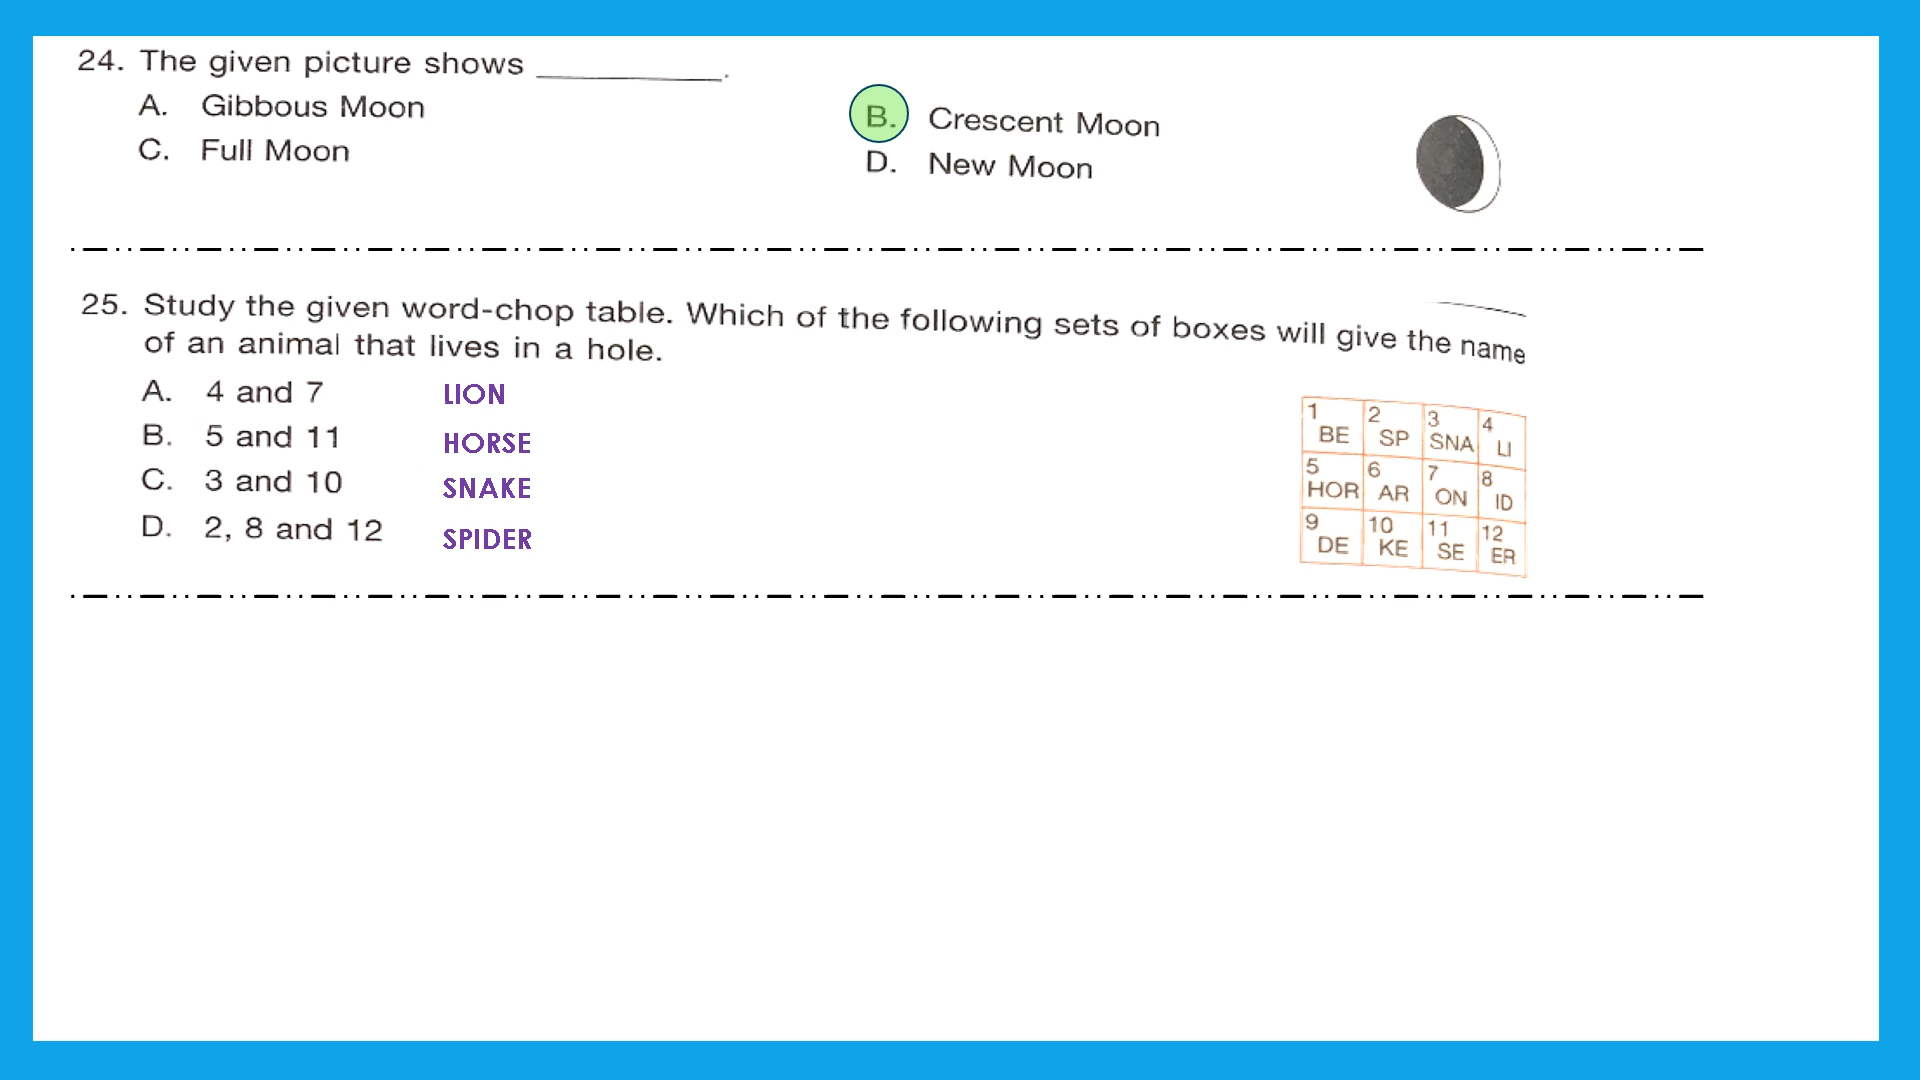 24. The given picture shows ____________.
A. Gibbous Moon
B. Crescent Moon
C. Full Moon
D. New Moon
25. Study the given word-chop table. Which of the following sets of boxes will give the name
of an animal that lives in a hole.
A. 4 and 7 LION
B. 5 and 11 HORSE
C. 3 and 10 SNAKE
D. 2, 8 and 12 SPIDER
1 2 3 4
BE SP SNA LI
5 6 7 8
HOR AR ON ID
9 10 11 12
DE KE SE ER